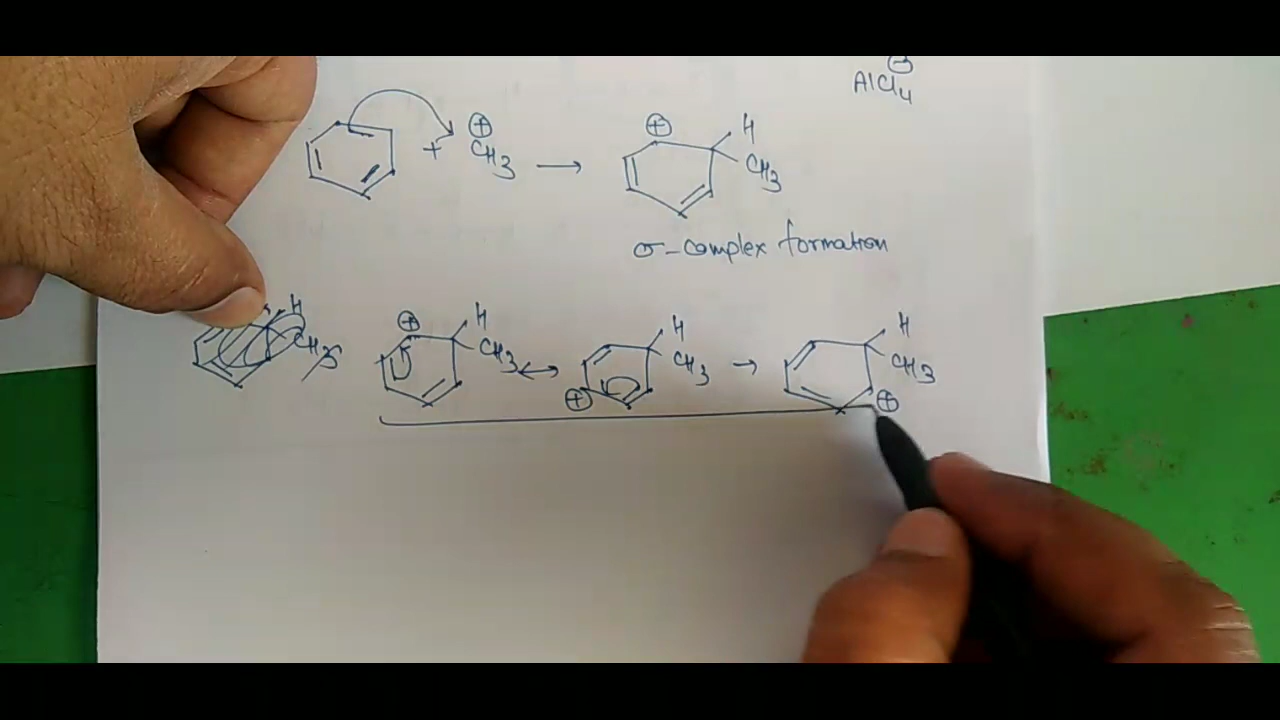 AlCl4 ⊖
+ ⊕ CH3 → ⊕ H CH3
σ-complex formation
H CH3 ⊕ H CH3 ↔ ⊕ H CH3 → ⊕ H CH3